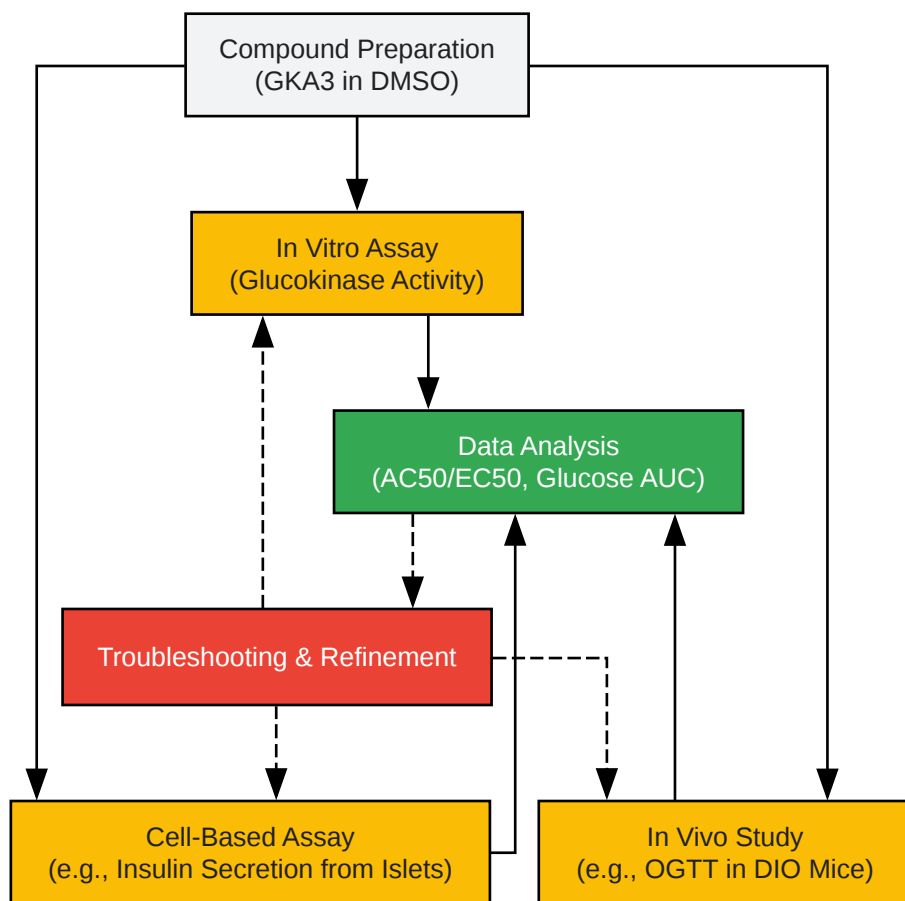 Compound Preparation
(GKA3 in DMSO)
In Vitro Assay
(Glucokinase Activity)
Data Analysis
(AC50/EC50, Glucose AUC)
Troubleshooting & Refinement
Cell-Based Assay
(e.g., Insulin Secretion from Islets)
In Vivo Study
(e.g., OGTT in DIO Mice)